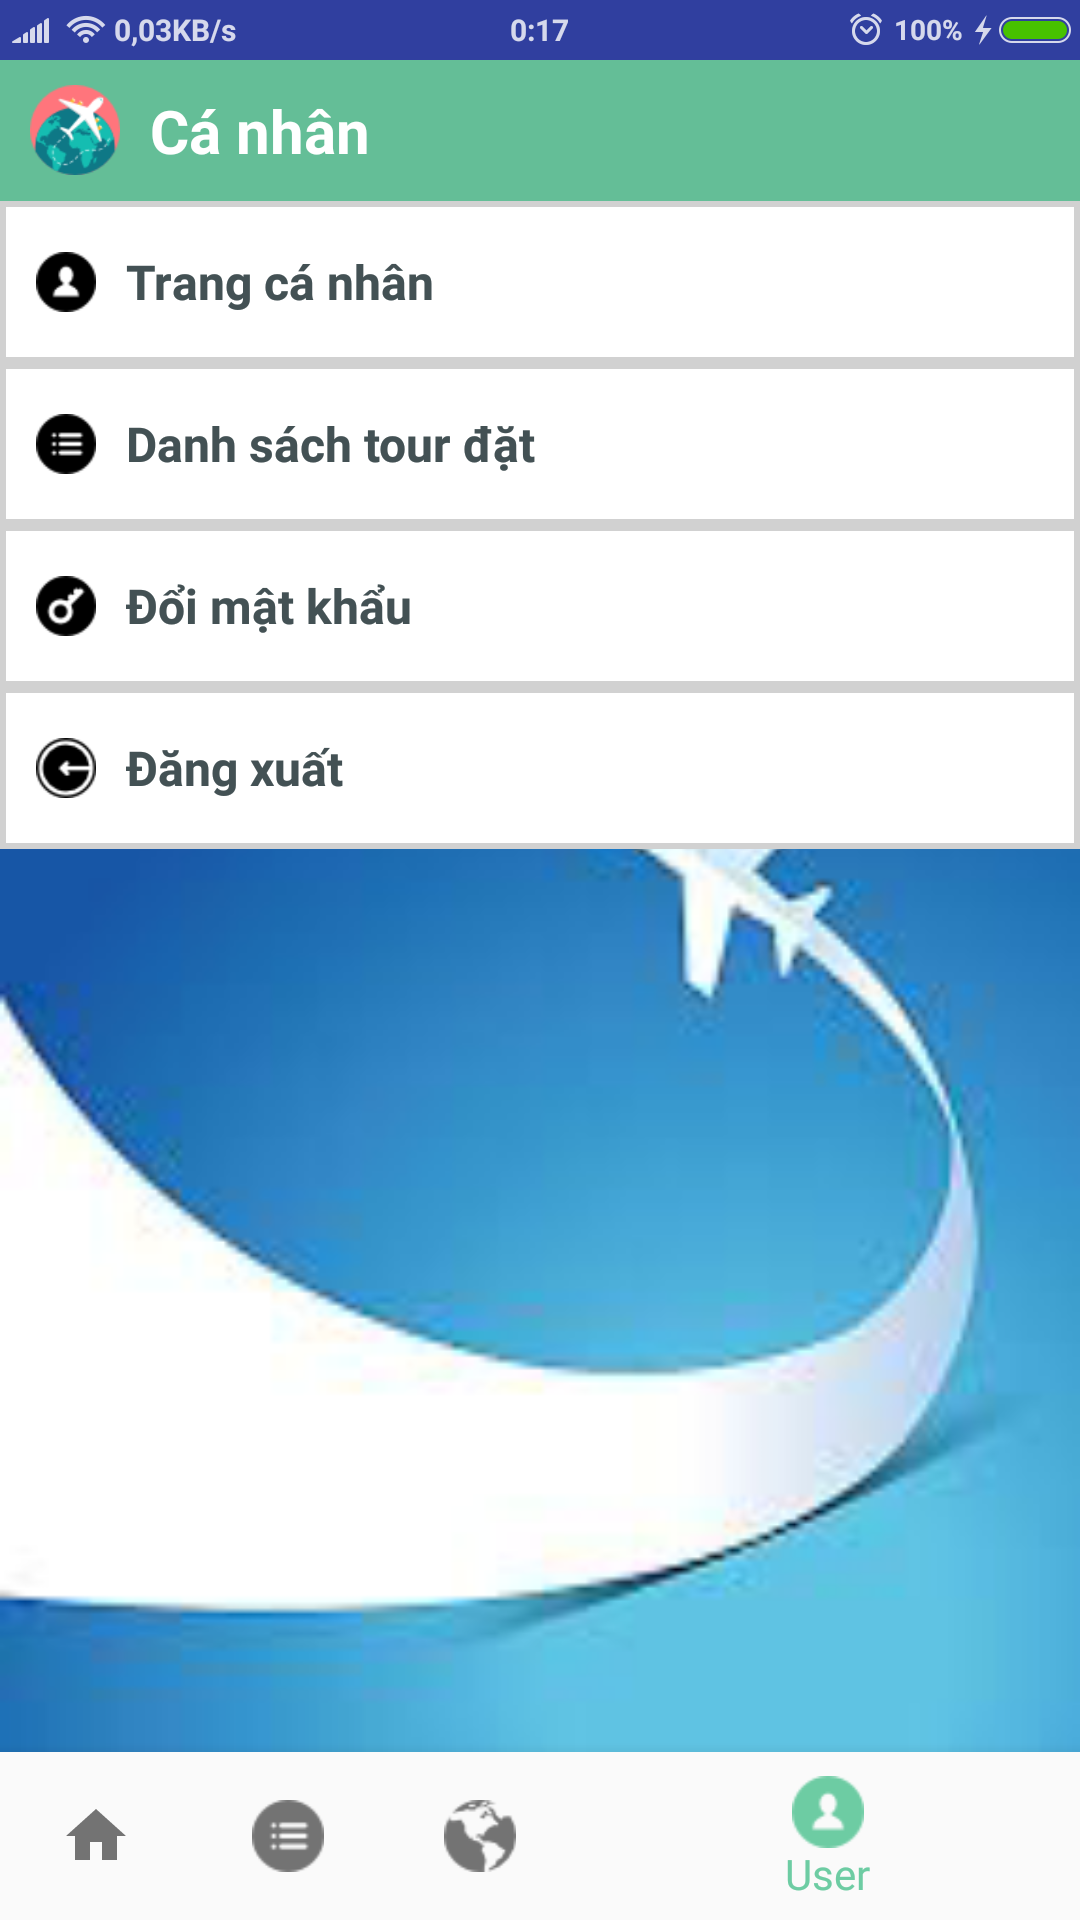 0,03KB/s 0:17 100%
Cá nhân
Trang cá nhân
Danh sách tour đặt
Đổi mật khẩu
Đăng xuất
User